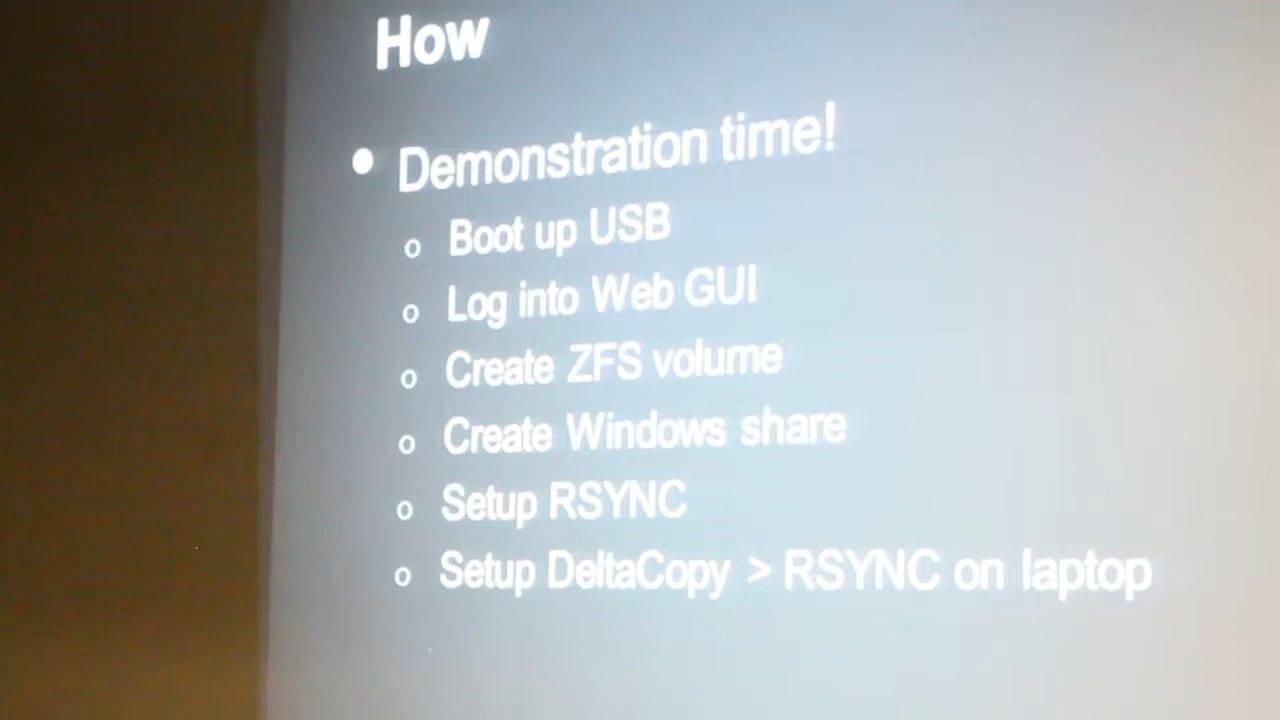 How
• Demonstration time!
o Boot up USB
o Log into Web GUI
o Create ZFS volume
o Create Windows share
o Setup RSYNC
o Setup DeltaCopy > RSYNC on laptop